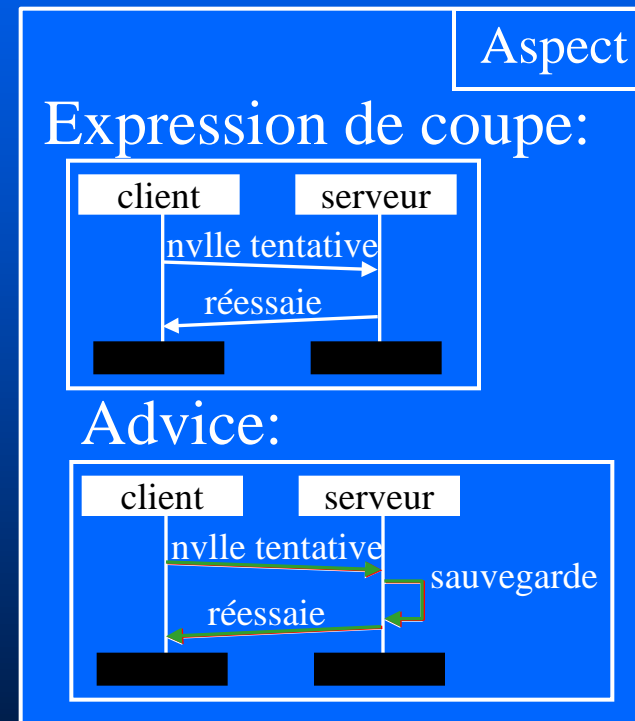 Aspect
Expression de coupe:
client serveur
nvlle tentative
réessaie
Advice:
client serveur
nvlle tentative
sauvegarde
réessaie